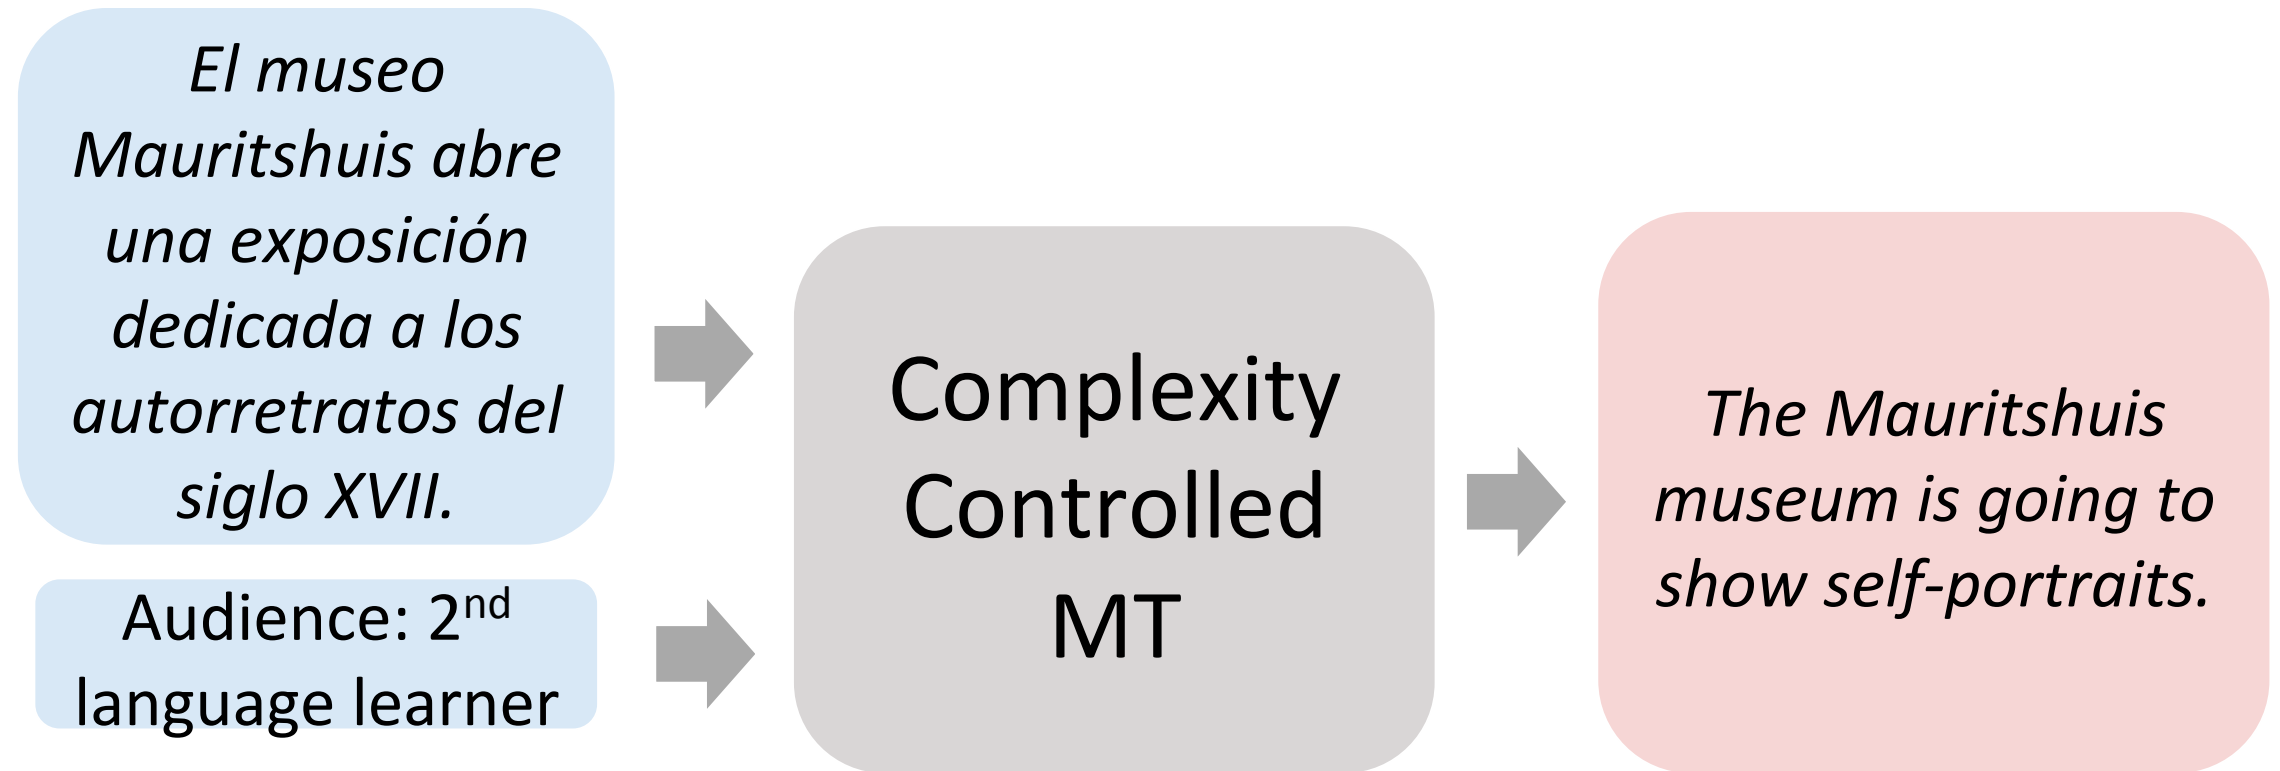 El museo
Mauritshuis abre
una exposición
dedicada a los
autorretratos del
siglo XVII.
Audience: 2nd
language learner
Complexity
Controlled
MT
The Mauritshuis
museum is going to
show self-portraits.